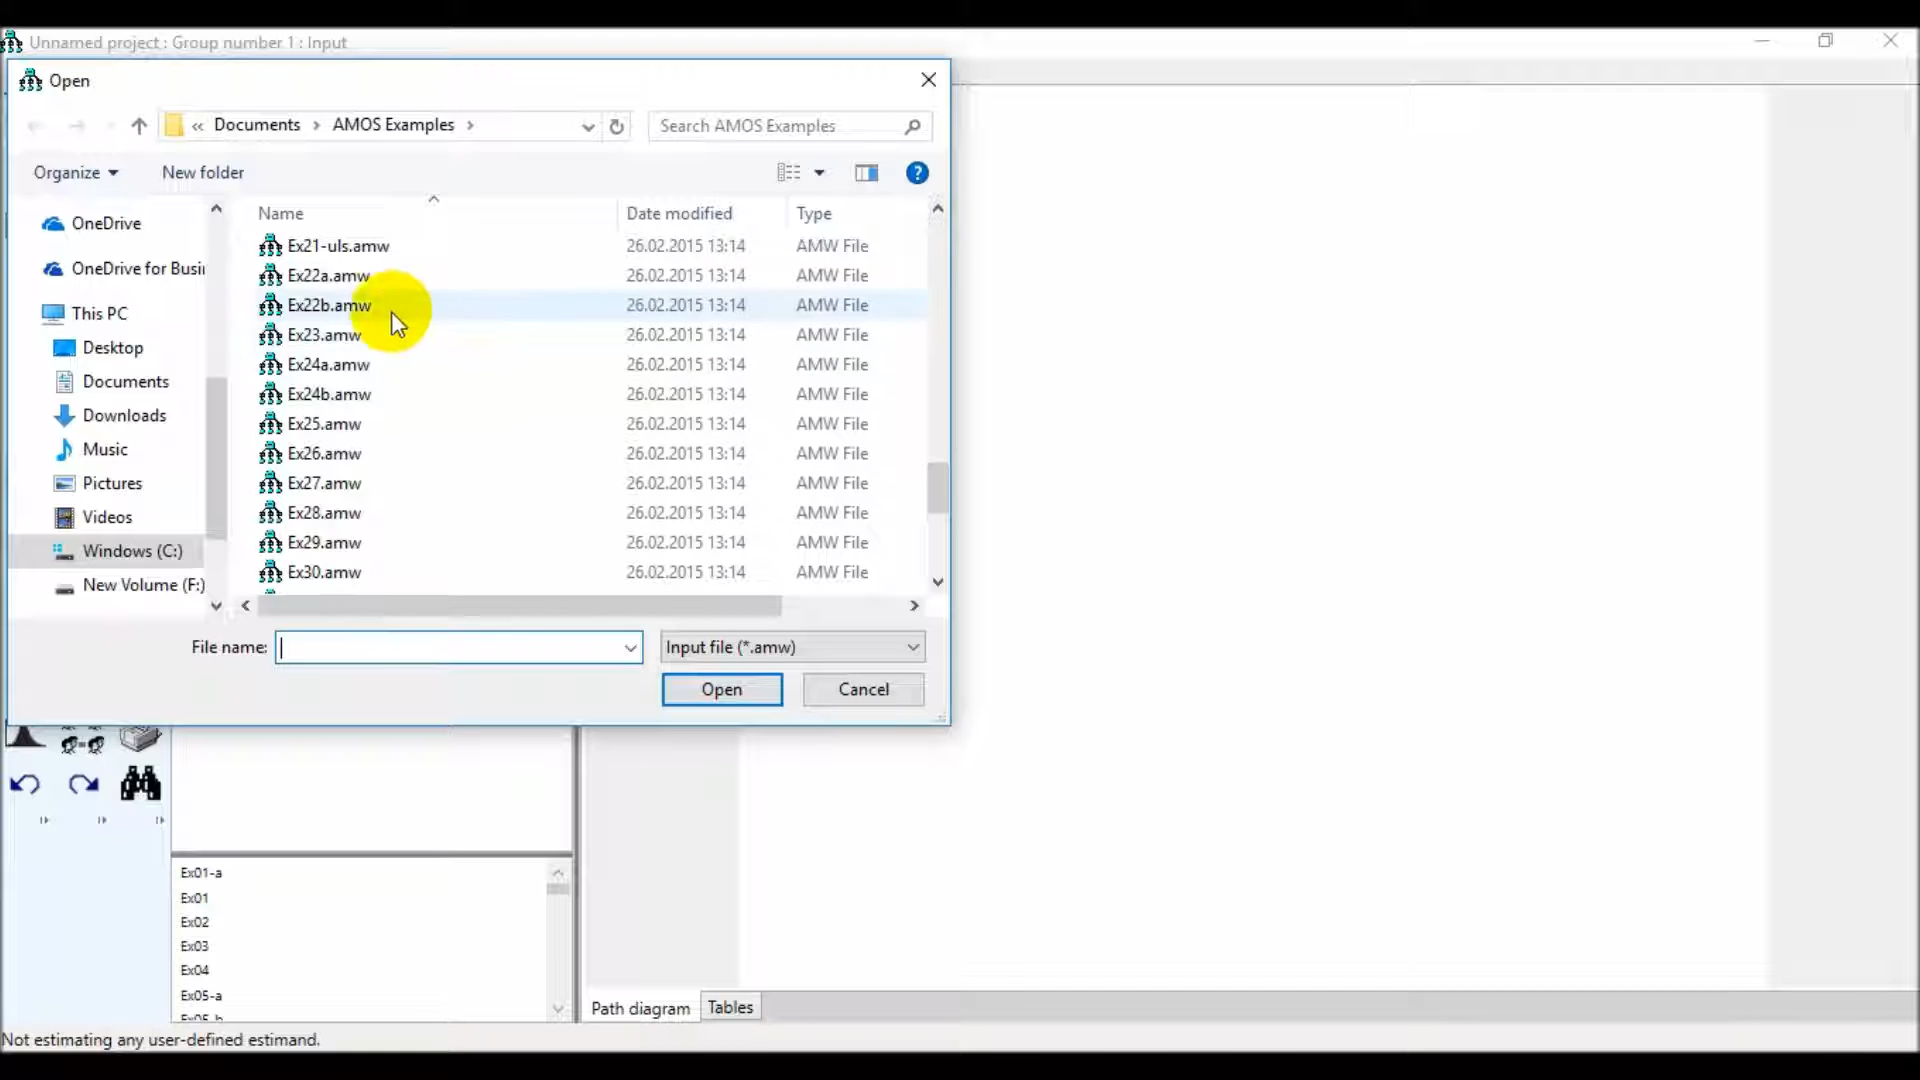 Unnamed project : Group number 1 : Input
Open
« Documents › AMOS Examples ›
Search AMOS Examples
Organize
New folder
?
OneDrive
OneDrive for Busi
This PC
Desktop
Documents
Downloads
Music
Pictures
Videos
Windows (C:)
New Volume (F:)
Name Date modified Type
Ex21-uls.amw 26.02.2015 13:14 AMW File
Ex22a.amw 26.02.2015 13:14 AMW File
Ex22b.amw 26.02.2015 13:14 AMW File
Ex23.amw 26.02.2015 13:14 AMW File
Ex24a.amw 26.02.2015 13:14 AMW File
Ex24b.amw 26.02.2015 13:14 AMW File
Ex25.amw 26.02.2015 13:14 AMW File
Ex26.amw 26.02.2015 13:14 AMW File
Ex27.amw 26.02.2015 13:14 AMW File
Ex28.amw 26.02.2015 13:14 AMW File
Ex29.amw 26.02.2015 13:14 AMW File
Ex30.amw 26.02.2015 13:14 AMW File
File name:
Input file (*.amw)
Open
Cancel
Ex01-a
Ex01
Ex02
Ex03
Ex04
Ex05-a
Path diagram
Tables
Not estimating any user-defined estimand.